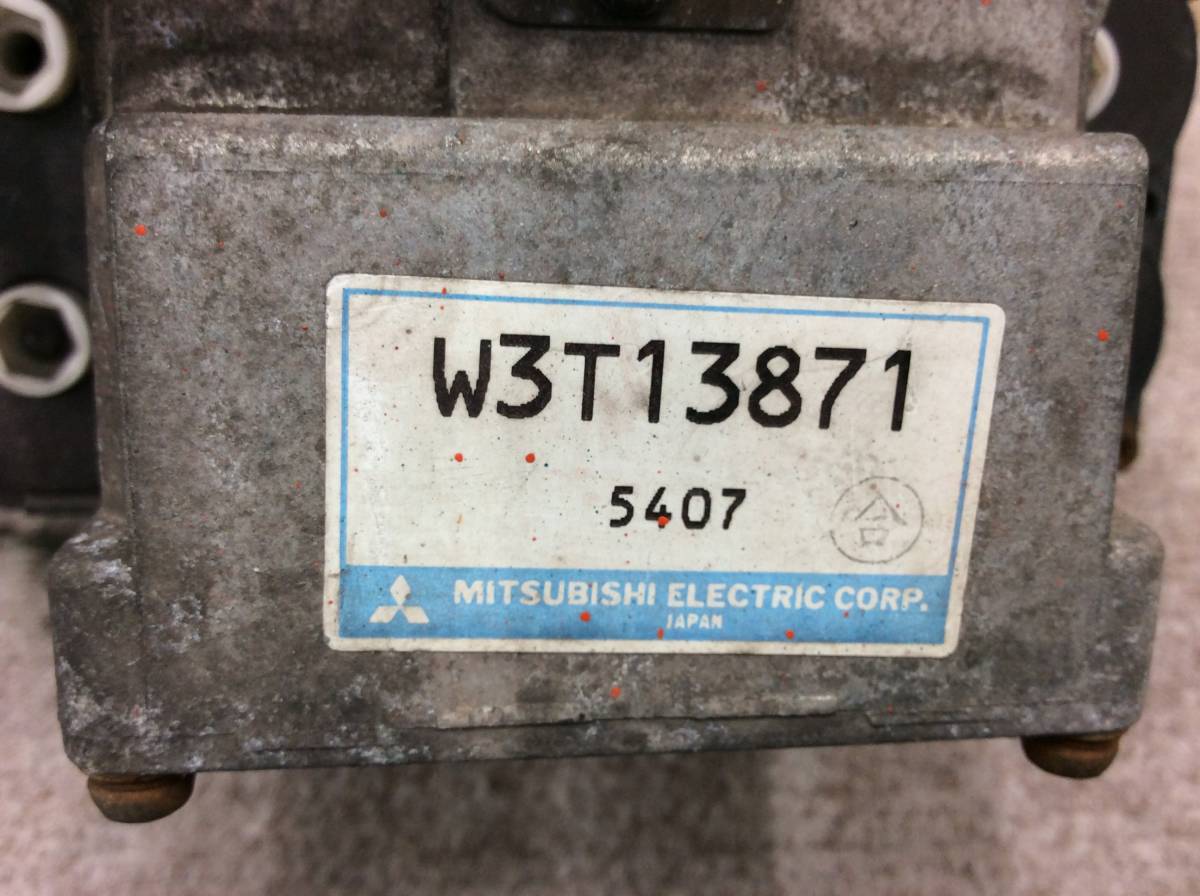 W3T13871
5407
合
MITSUBISHI ELECTRIC CORP.
JAPAN